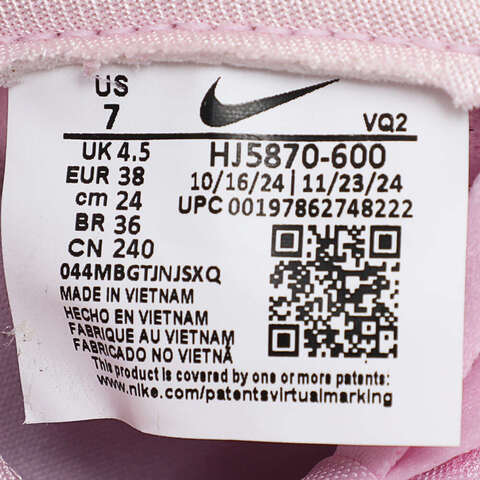 US
7
VQ2
UK 4.5
EUR 38
cm 24
BR 36
CN 240
HJ5870-600
10/16/24 | 11/23/24
UPC 00197862748222
044MBGTJNJSXQ
MADE IN VIETNAM
HECHO EN VIETNAM
FABRIQUE AU VIETNAM
FABRICADO NO VIETNÃ
This product is covered by one or more patents:
www.nike.com/patentsvirtualmarking